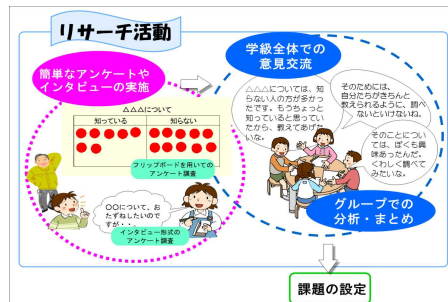 リサーチ活動
簡単なアンケートや
インタビューの実施
△△△について
知っている
知らない
フリップボードを用いての
アンケート調査
〇〇について、お
たずねしたいので
すが・・。
インタビュー形式の
アンケート調査
学級全体での
意見交流
△△△については、知
らない人の方が多かっ
たです。もうちょっと
知っていると思ってい
たから、教えてあげた
いな。
そのためには、
自分たちがきちんと
教えられるように、調べ
ないといけないね。
そのことについ
ては、ぼくも興
味あったんだ。
くわしく調べて
みたいな。
グループでの
分析・まとめ
課題の設定